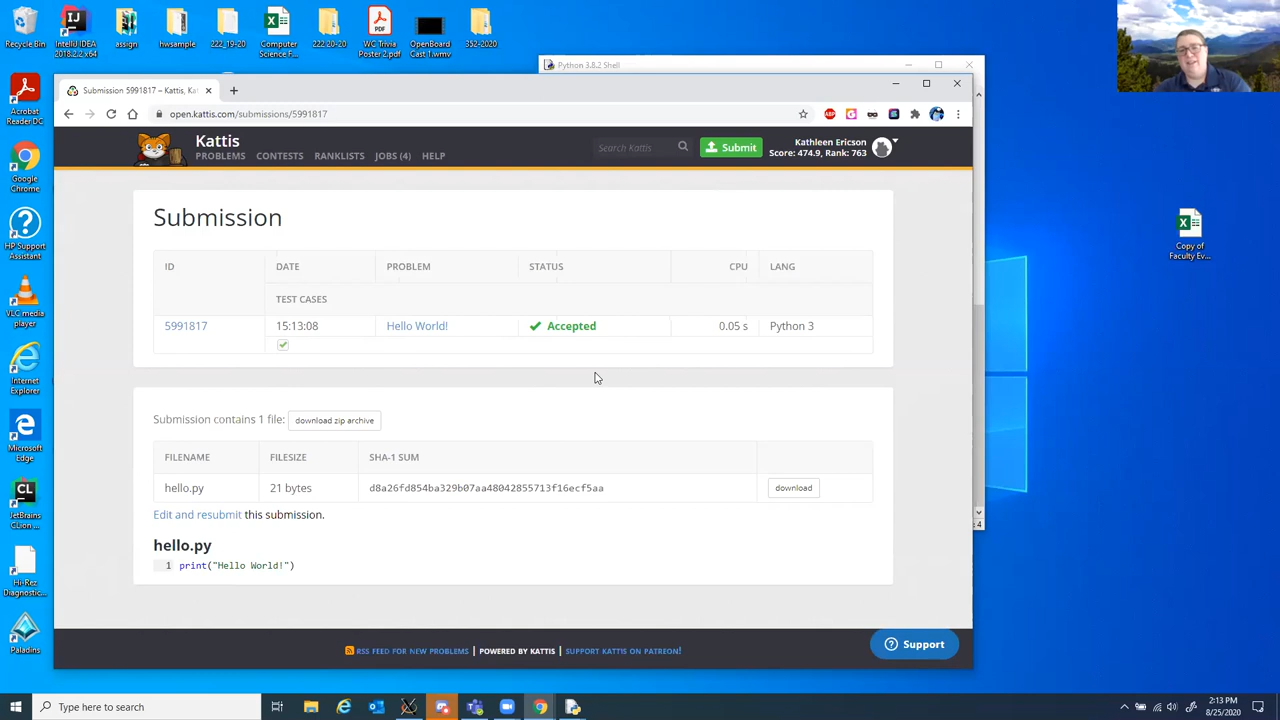 Recycle Bin
IntelliJ IDEA 2018.2.2 x64
assign
hwsample
222_19-20
Computer Science F...
222 20-20
WC Trivia Poster 2.pdf
OpenBoard Cast 1.wmv
352-2020
Python 3.8.2 Shell
Submission 5991817 – Kattis, Kat
open.kattis.com/submissions/5991817
ABP
Acrobat Reader DC
Google Chrome
HP Support Assistant
VLC media player
Internet Explorer
Microsoft Edge
JetBrains CLion ...
Hi-Rez Diagnostic...
Paladins
Copy of Faculty Ev...
Kattis
PROBLEMS CONTESTS RANKLISTS JOBS (4) HELP
Search Kattis
Submit
Kathleen Ericson
Score: 474.9, Rank: 763
Submission
ID DATE PROBLEM STATUS CPU LANG
TEST CASES
5991817 15:13:08 Hello World! Accepted 0.05 s Python 3
Submission contains 1 file: download zip archive
FILENAME FILESIZE SHA-1 SUM
hello.py 21 bytes d8a26fd854ba329b07aa48042855713f16ecf5aa download
Edit and resubmit this submission.
hello.py
1 print("Hello World!")
: 4
RSS FEED FOR NEW PROBLEMS | POWERED BY KATTIS | SUPPORT KATTIS ON PATREON!
Support
Type here to search
2:13 PM
8/25/2020